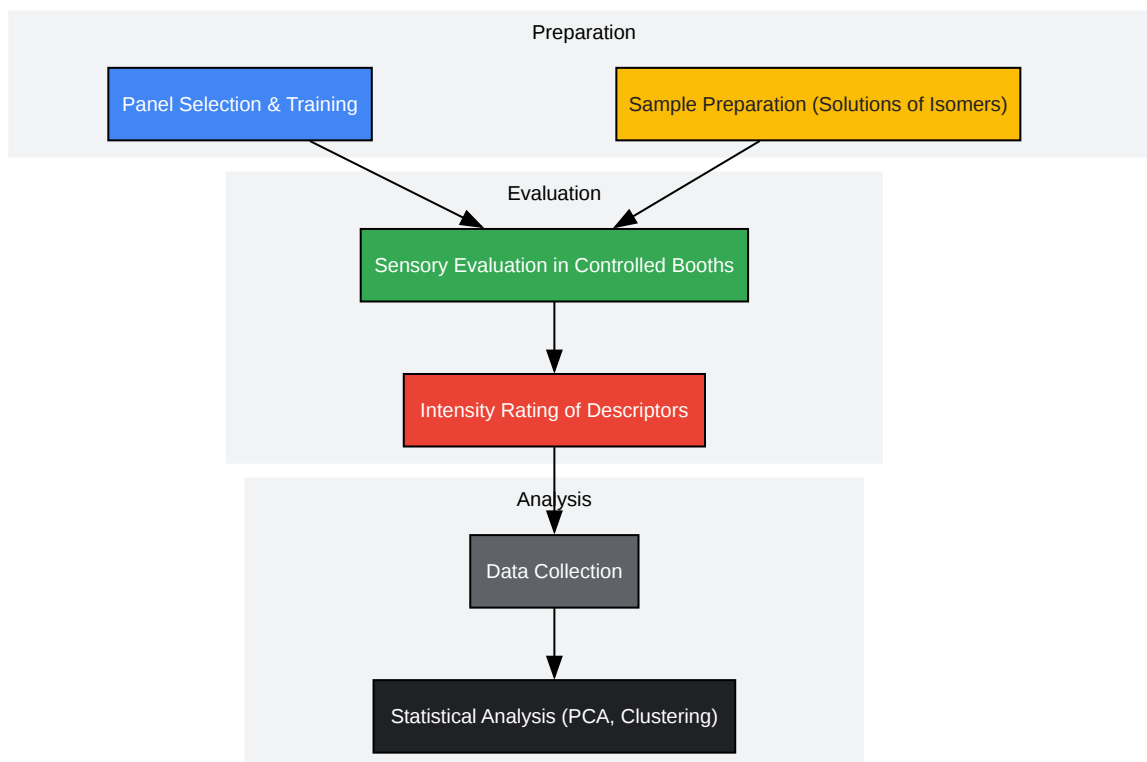 Preparation
Panel Selection & Training
Sample Preparation (Solutions of Isomers)
Evaluation
Sensory Evaluation in Controlled Booths
Intensity Rating of Descriptors
Analysis
Data Collection
Statistical Analysis (PCA, Clustering)